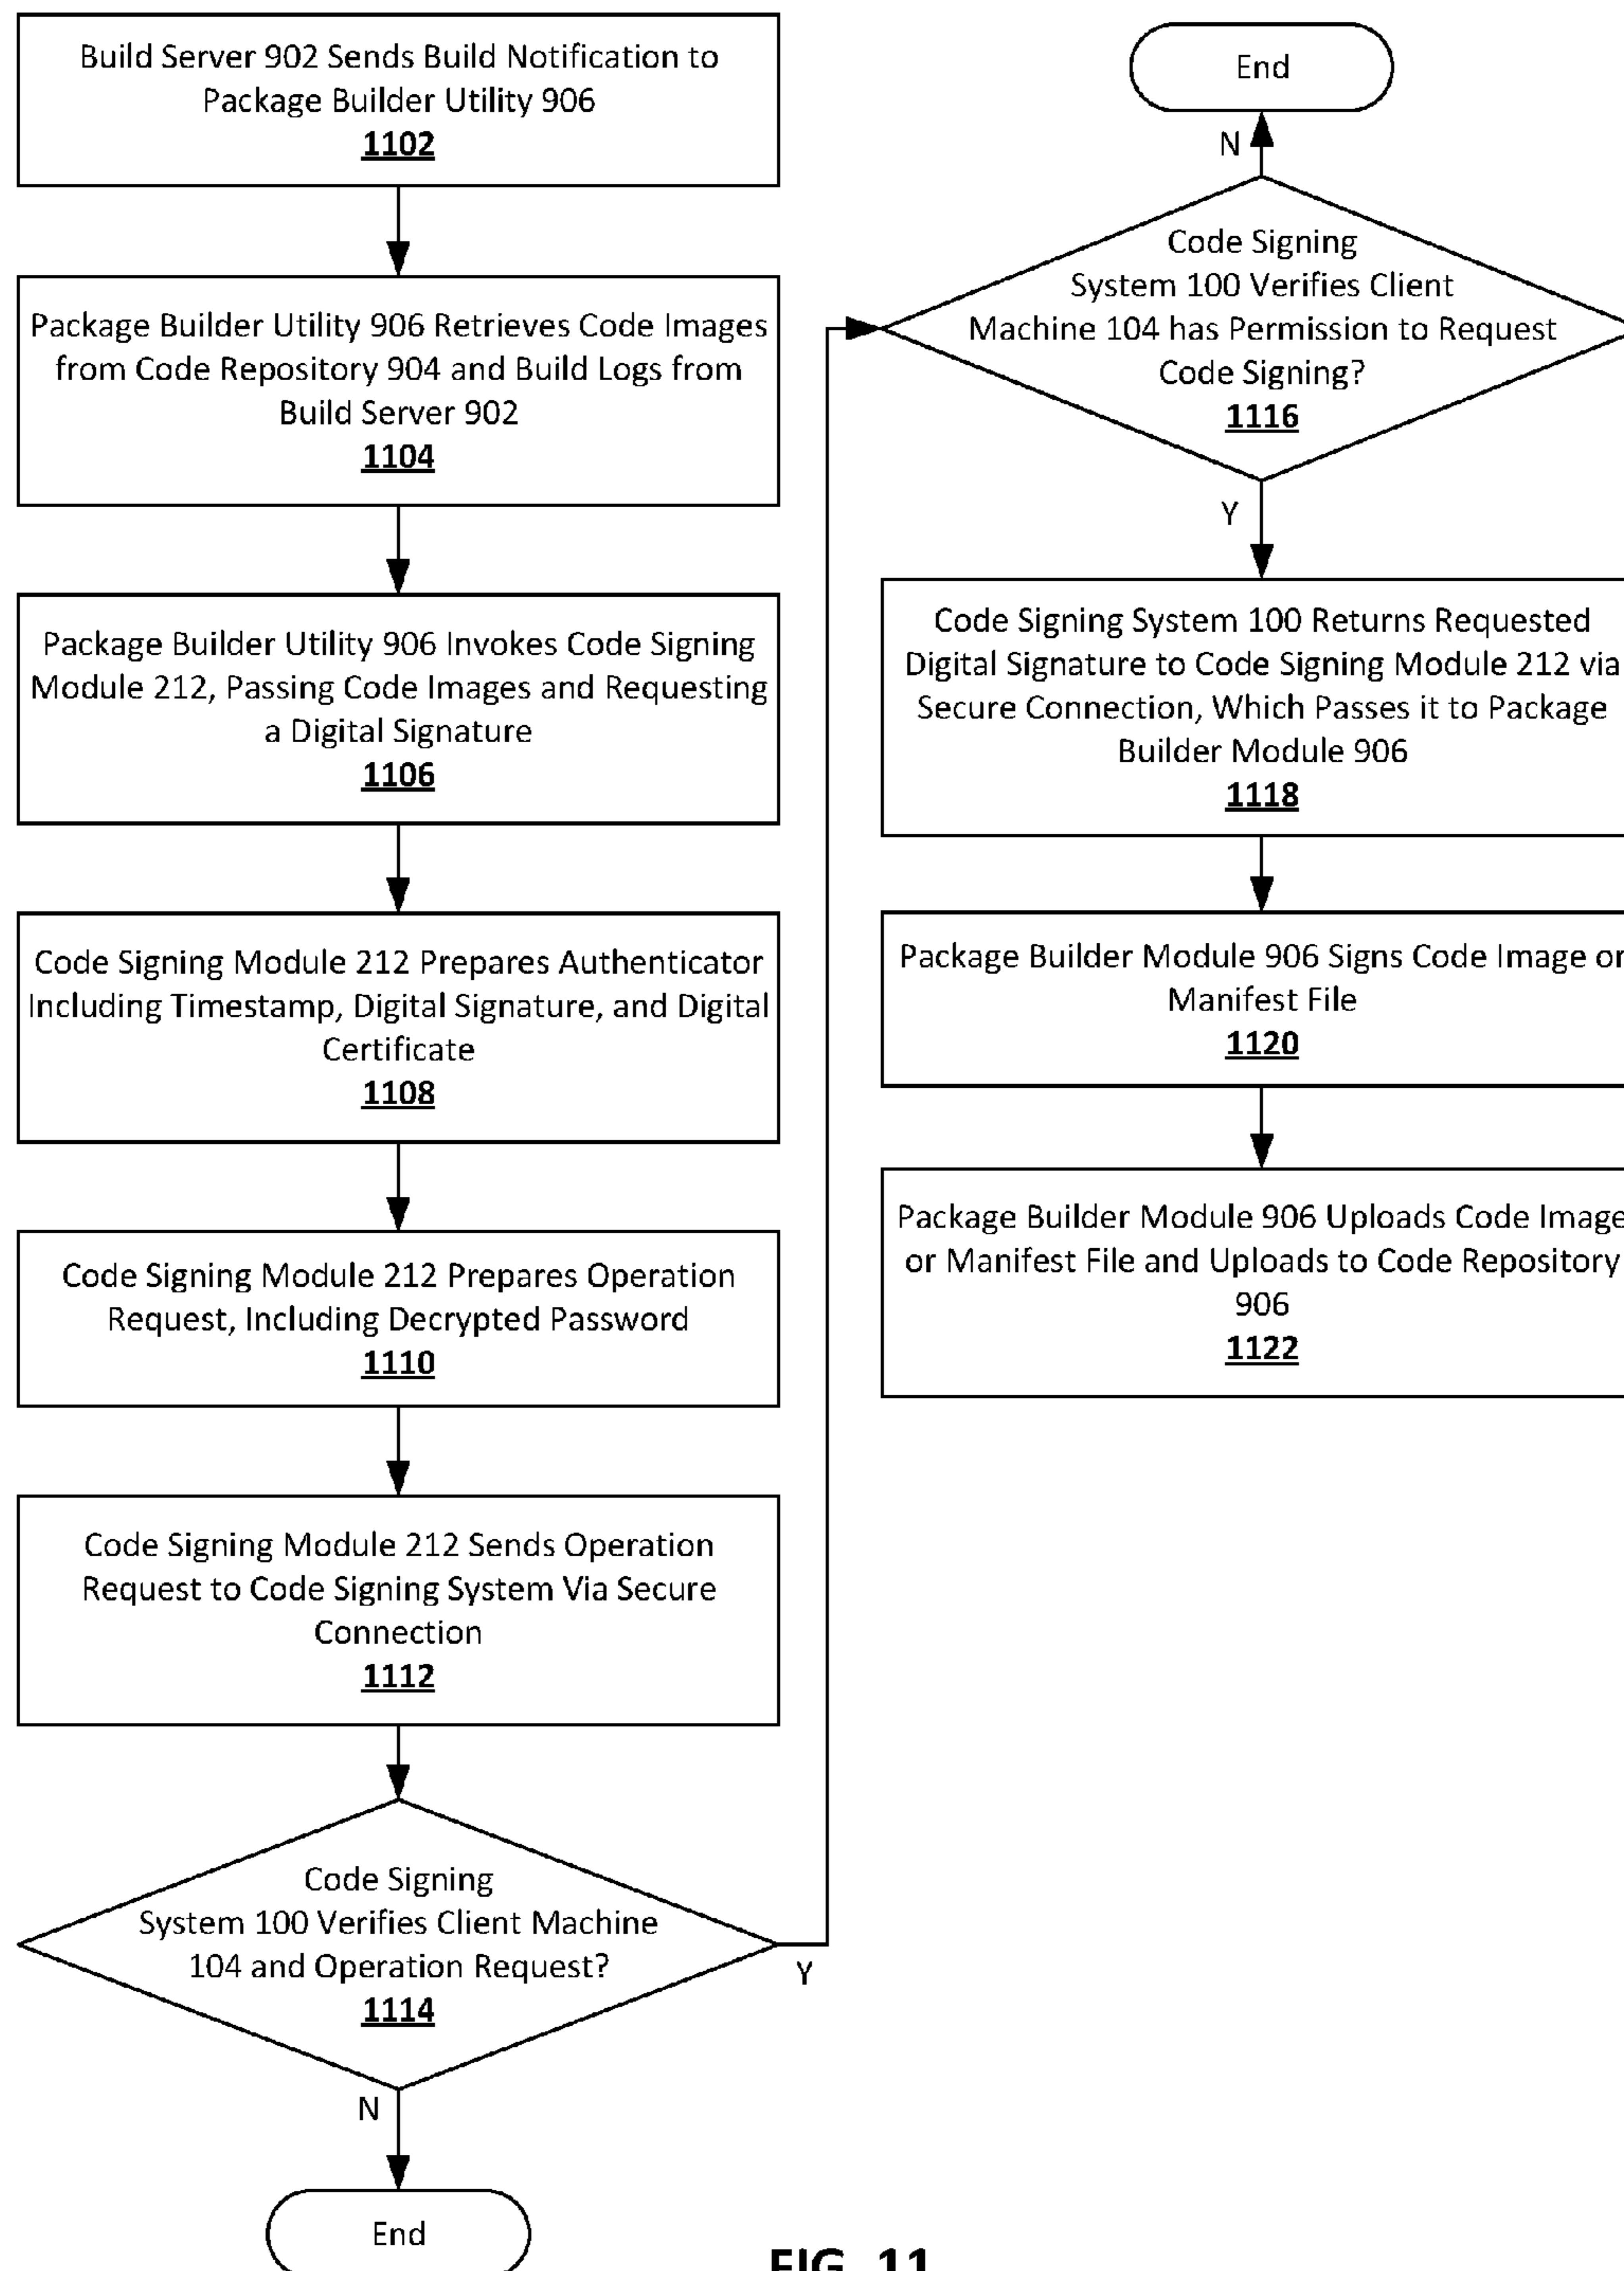 Build Server 902 Sends Build Notification to
Package Builder Utility 906
1102
Package Builder Utility 906 Retrieves Code Images
from Code Repository 904 and Build Logs from
Build Server 902
1104
Package Builder Utility 906 Invokes Code Signing
Module 212, Passing Code Images and Requesting
a Digital Signature
1106
Code Signing Module 212 Prepares Authenticator
Including Timestamp, Digital Signature, and Digital
Certificate
1108
Code Signing Module 212 Prepares Operation
Request, Including Decrypted Password
1110
Code Signing Module 212 Sends Operation
Request to Code Signing System Via Secure
Connection
1112
Code Signing
System 100 Verifies Client Machine
104 and Operation Request?
1114
Y
N
End
End
N
Code Signing
System 100 Verifies Client
Machine 104 has Permission to Request
Code Signing?
1116
Y
Code Signing System 100 Returns Requested
Digital Signature to Code Signing Module 212 via
Secure Connection, Which Passes it to Package
Builder Module 906
1118
Package Builder Module 906 Signs Code Image or
Manifest File
1120
Package Builder Module 906 Uploads Code Image
or Manifest File and Uploads to Code Repository
906
1122
FIG. 11